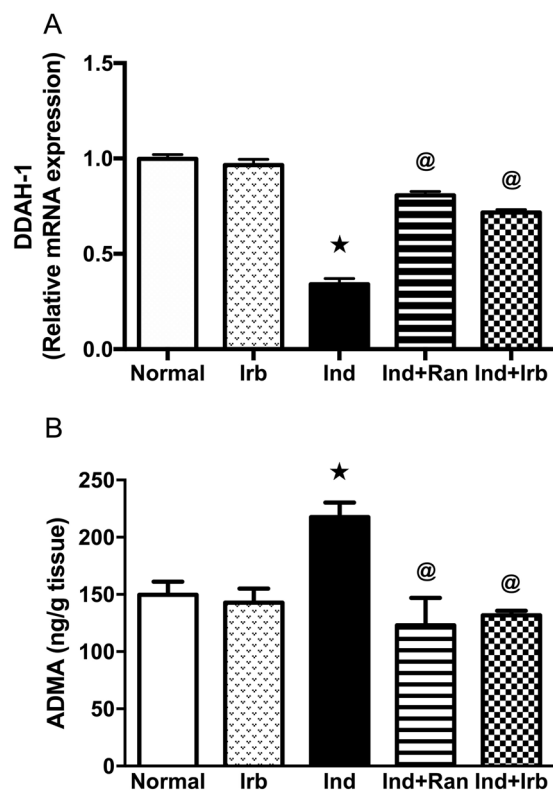 A
DDAH-1
(Relative mRNA expression)
1.5
1.0
0.5
0.0
★
@
@
Normal Irb Ind Ind+Ran Ind+Irb
B
ADMA (ng/g tissue)
250
200
150
100
50
0
★
@
@
Normal Irb Ind Ind+Ran Ind+Irb